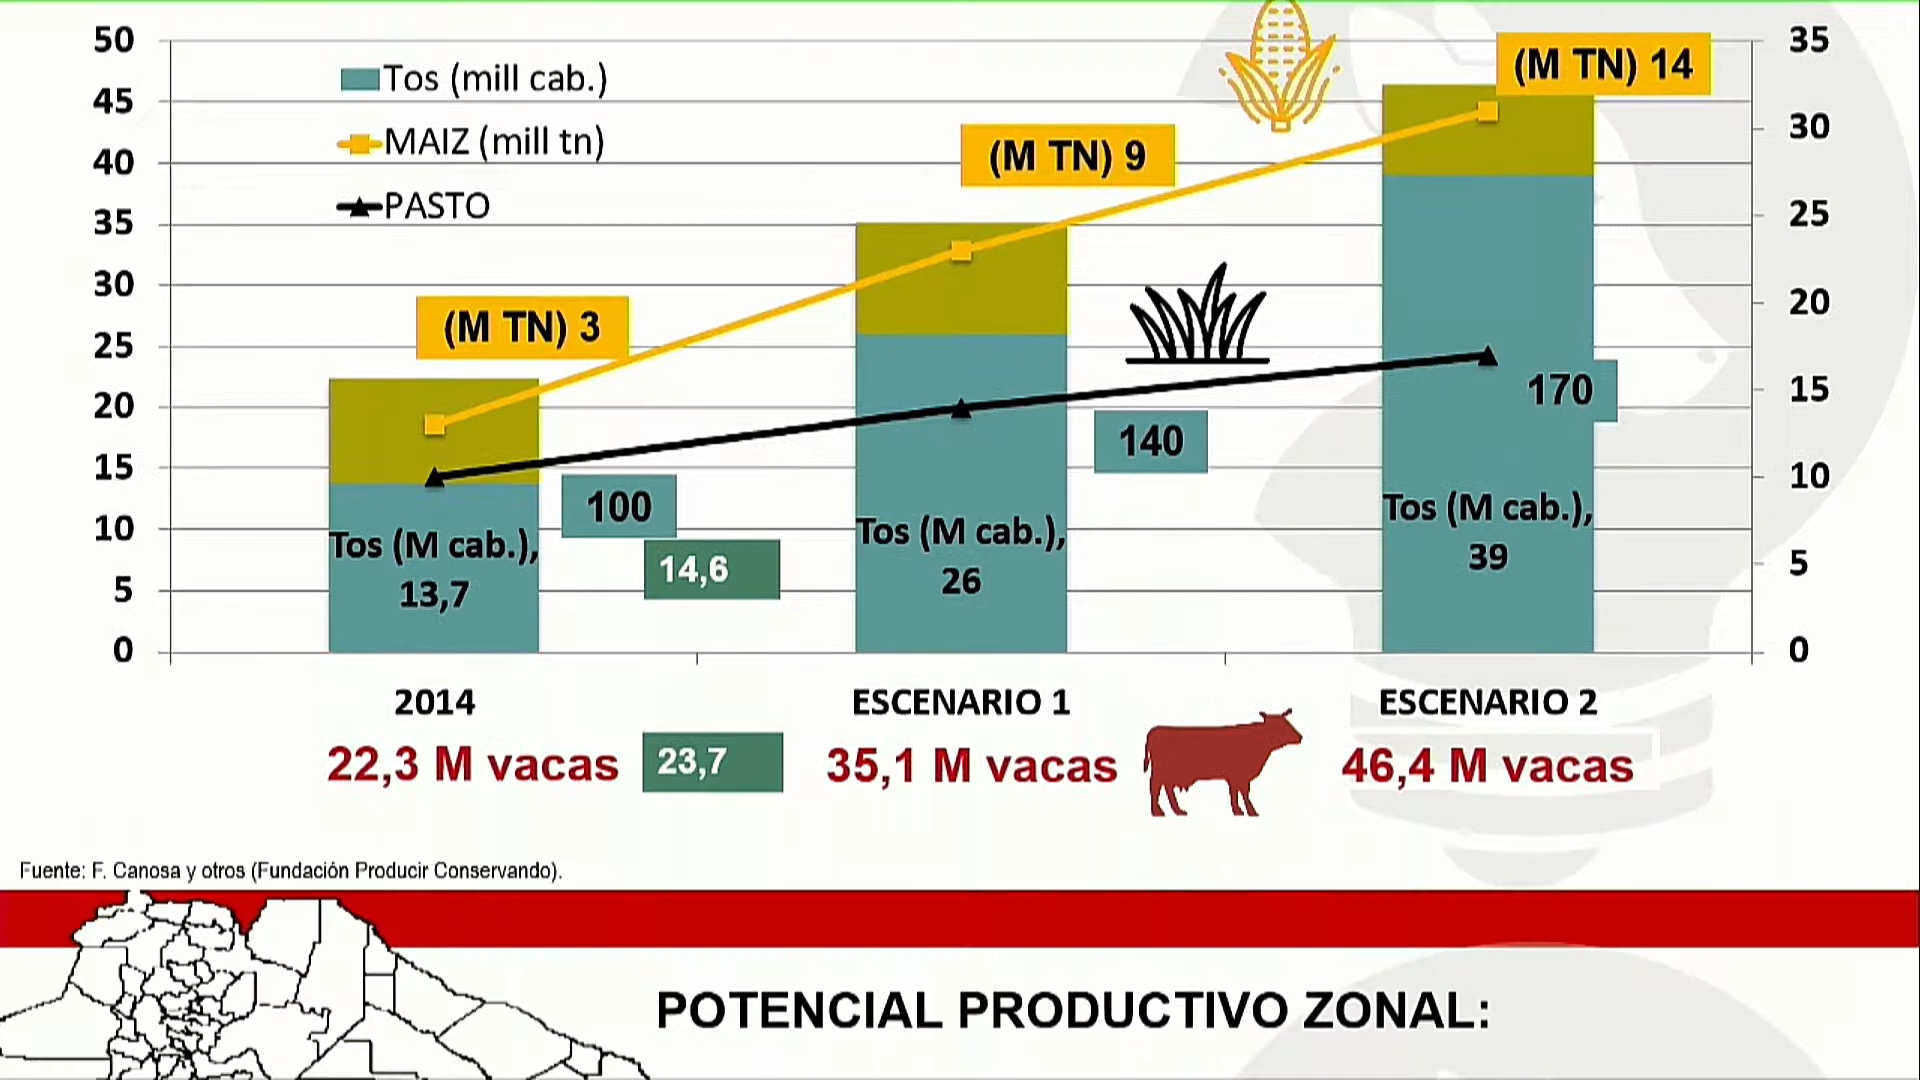 50
45
40
35
30
25
20
15
10
5
0
Tos (mill cab.)
MAIZ (mill tn)
PASTO
35
30
25
20
15
10
5
0
(M TN) 3
(M TN) 9
(M TN) 14
100
140
170
14,6
Tos (M cab.),
13,7
Tos (M cab.),
26
Tos (M cab.),
39
2014
ESCENARIO 1
ESCENARIO 2
22,3 M vacas
23,7
35,1 M vacas
46,4 M vacas
Fuente: F. Canosa y otros (Fundación Producir Conservando).
POTENCIAL PRODUCTIVO ZONAL: